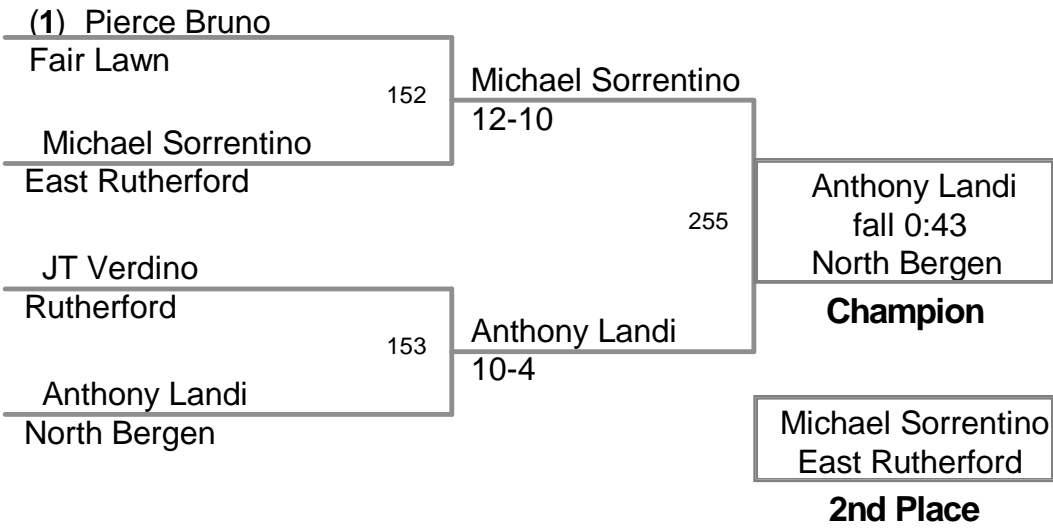 (1) Pierce Bruno
Fair Lawn
152
Michael Sorrentino
East Rutherford
Michael Sorrentino
12-10
JT Verdino
Rutherford
153
Anthony Landi
North Bergen
Anthony Landi
10-4
255
Anthony Landi
fall 0:43
North Bergen
Champion
Michael Sorrentino
East Rutherford
2nd Place